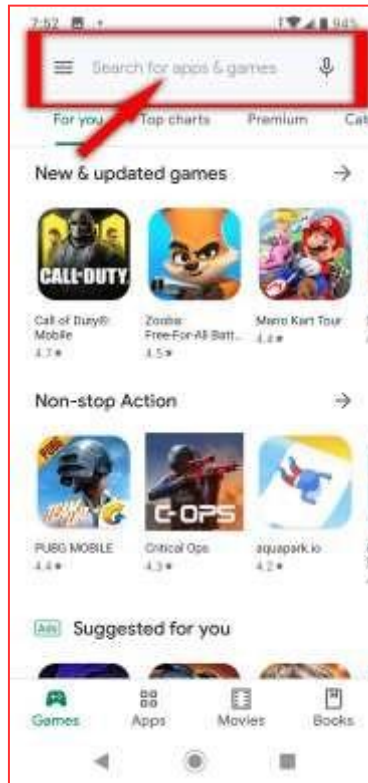 7:52
Search for apps & games
For you Top charts Premium Cat
New & updated games
CALL·DUTY
Call of Duty®: Mobile
4.7★
Zooba: Free-For-All Batt...
4.5★
Mario Kart Tour
4.4★
Non-stop Action
PUBG
C-OPS
PUBG MOBILE
4.4★
Critical Ops
4.3★
aquapark.io
4.2★
Ads Suggested for you
Games Apps Movies Books